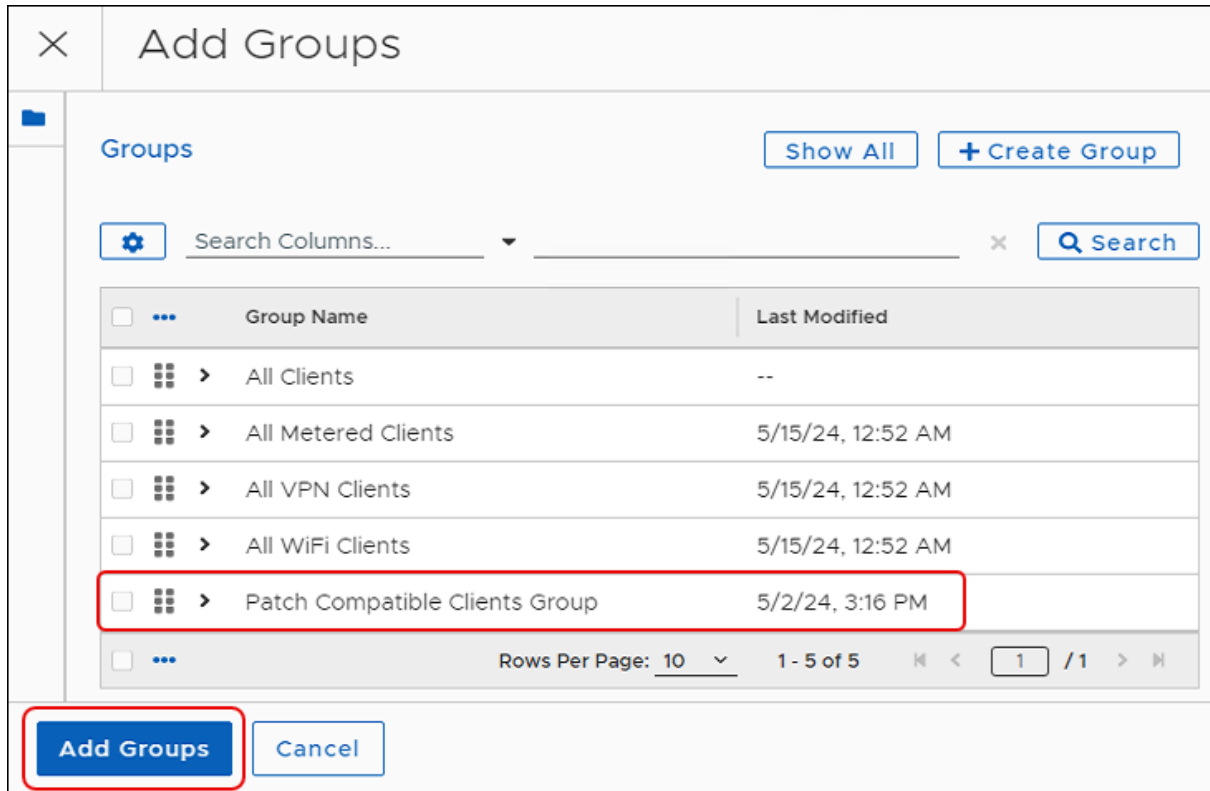 Add Groups
Groups
Show All
+ Create Group
Search Columns...
Search
Group Name Last Modified
All Clients --
All Metered Clients 5/15/24, 12:52 AM
All VPN Clients 5/15/24, 12:52 AM
All WiFi Clients 5/15/24, 12:52 AM
Patch Compatible Clients Group 5/2/24, 3:16 PM
Rows Per Page: 10 1 - 5 of 5 1 / 1
Add Groups
Cancel